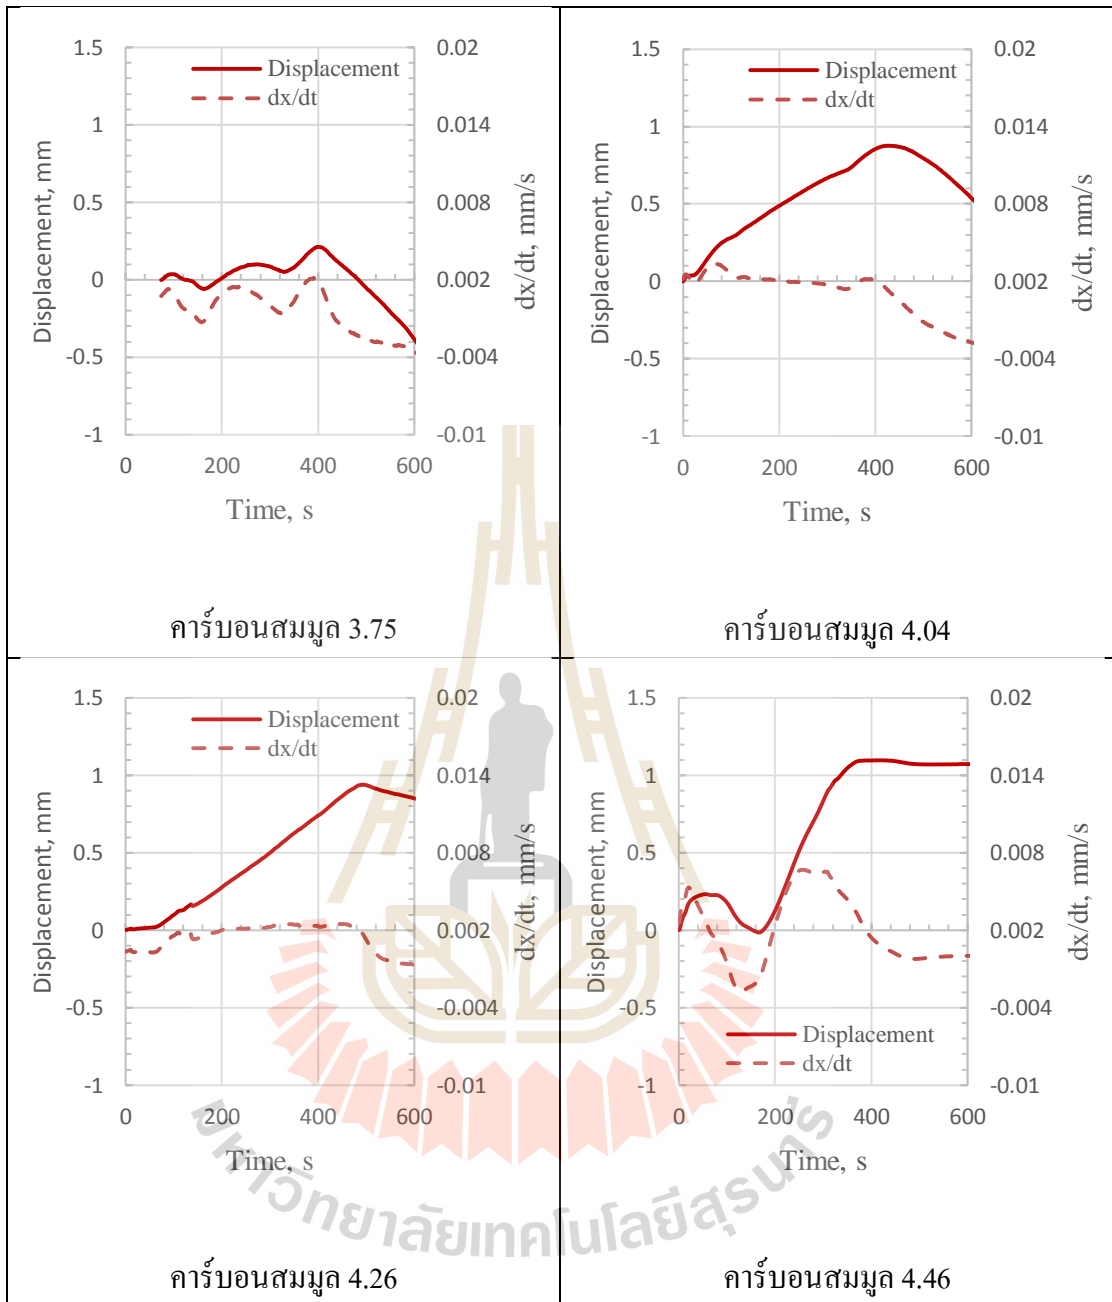 1.5
1
0.5
0
-0.5
-1
Displacement, mm
Displacement
dx/dt
0.02
0.014
0.008
0.002
-0.004
-0.01
dx/dt, mm/s
0 200 400 600
Time, s
คาร์บอนสมมูล 3.75
1.5
1
0.5
0
-0.5
-1
Displacement, mm
Displacement
dx/dt
0.02
0.014
0.008
0.002
-0.004
-0.01
dx/dt, mm/s
0 200 400 600
Time, s
คาร์บอนสมมูล 4.04
1.5
1
0.5
0
-0.5
-1
Displacement, mm
Displacement
dx/dt
0.02
0.014
0.008
0.002
-0.004
-0.01
dx/dt, mm/s
0 200 400 600
Time, s
คาร์บอนสมมูล 4.26
1.5
1
0.5
0
-0.5
-1
Displacement, mm
Displacement
dx/dt
0.02
0.014
0.008
0.002
-0.004
-0.01
dx/dt, mm/s
0 200 400 600
Time, s
คาร์บอนสมมูล 4.46
มหาวิทยาลัยเทคโนโลยีสุรนารี